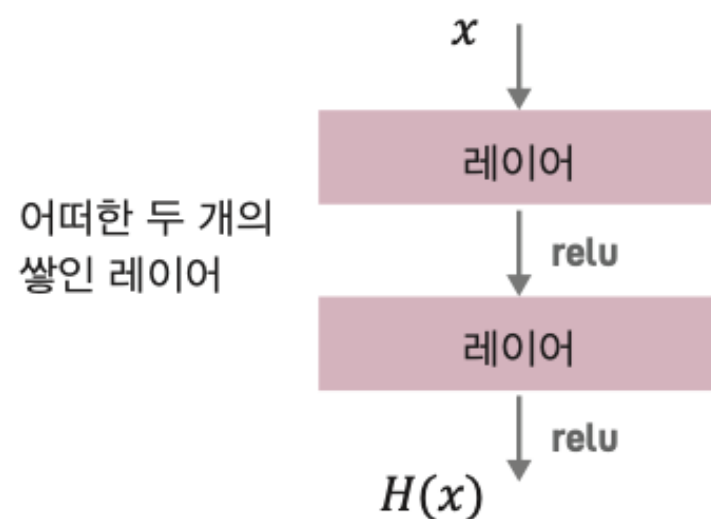 x
레이어
어떠한 두 개의
쌓인 레이어
relu
레이어
relu
H(x)